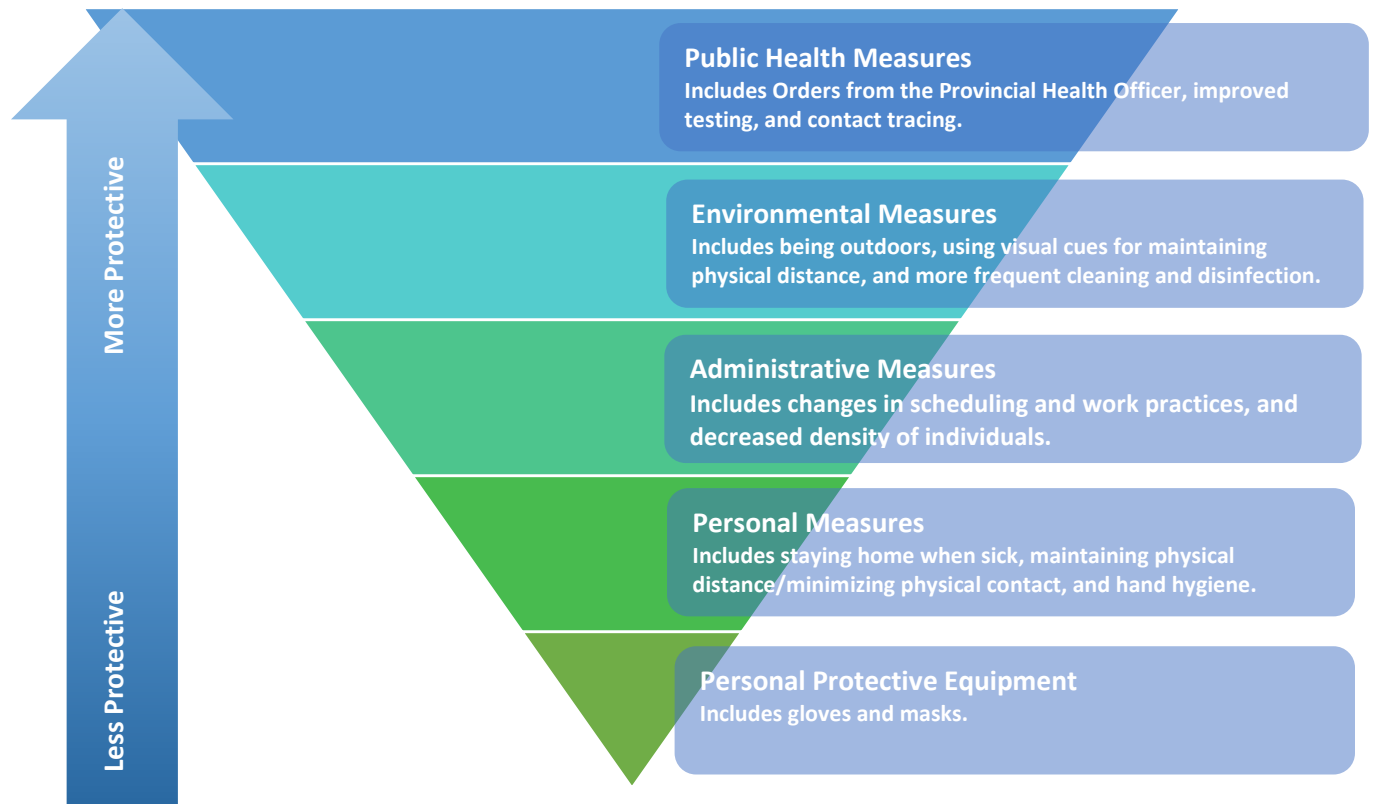 More Protective
Less Protective
Public Health Measures
Includes Orders from the Provincial Health Officer, improved
testing, and contact tracing.
Environmental Measures
Includes being outdoors, using visual cues for maintaining
physical distance, and more frequent cleaning and disinfection.
Administrative Measures
Includes changes in scheduling and work practices, and
decreased density of individuals.
Personal Measures
Includes staying home when sick, maintaining physical
distance/minimizing physical contact, and hand hygiene.
Personal Protective Equipment
Includes gloves and masks.